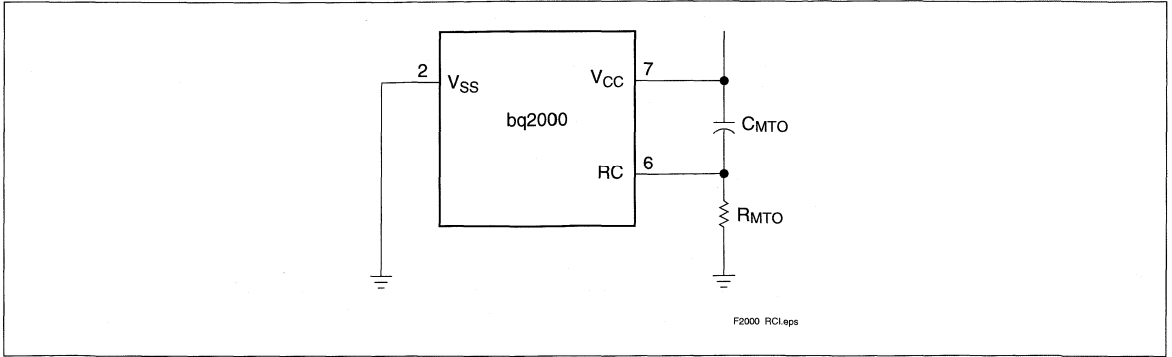 2
VSS
VCC
7
bq2000
CMTO
RC
6
RMTO
F2000 RCI.eps